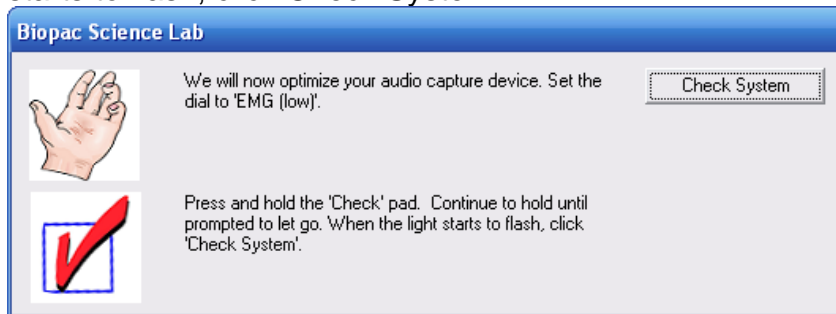 Biopac Science Lab
We will now optimize your audio capture device. Set the
dial to 'EMG (low)'.
Check System
Press and hold the 'Check' pad. Continue to hold until
prompted to let go. When the light starts to flash, click
'Check System'.